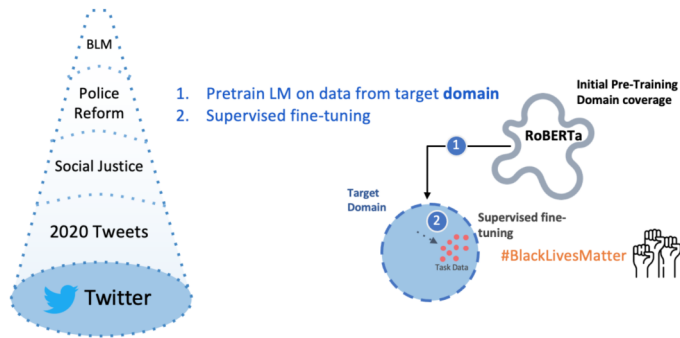 BLM
Police
Reform
Social Justice
2020 Tweets
Twitter
1. Pretrain LM on data from target domain
2. Supervised fine-tuning
Initial Pre-Training
Domain coverage
RoBERTa
1
Target
Domain
2
Supervised fine-
tuning
Task Data
#BlackLivesMatter